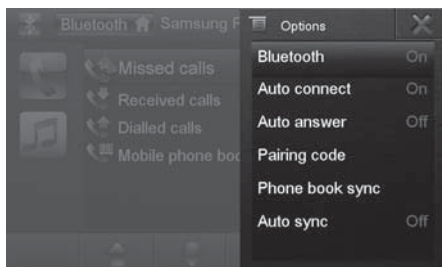 Bluetooth Samsung
Missed calls
Received calls
Dialled calls
Mobile phone
Options
Bluetooth On
Auto connect On
Auto answer Off
Pairing code
Phone book sync
Auto sync Off